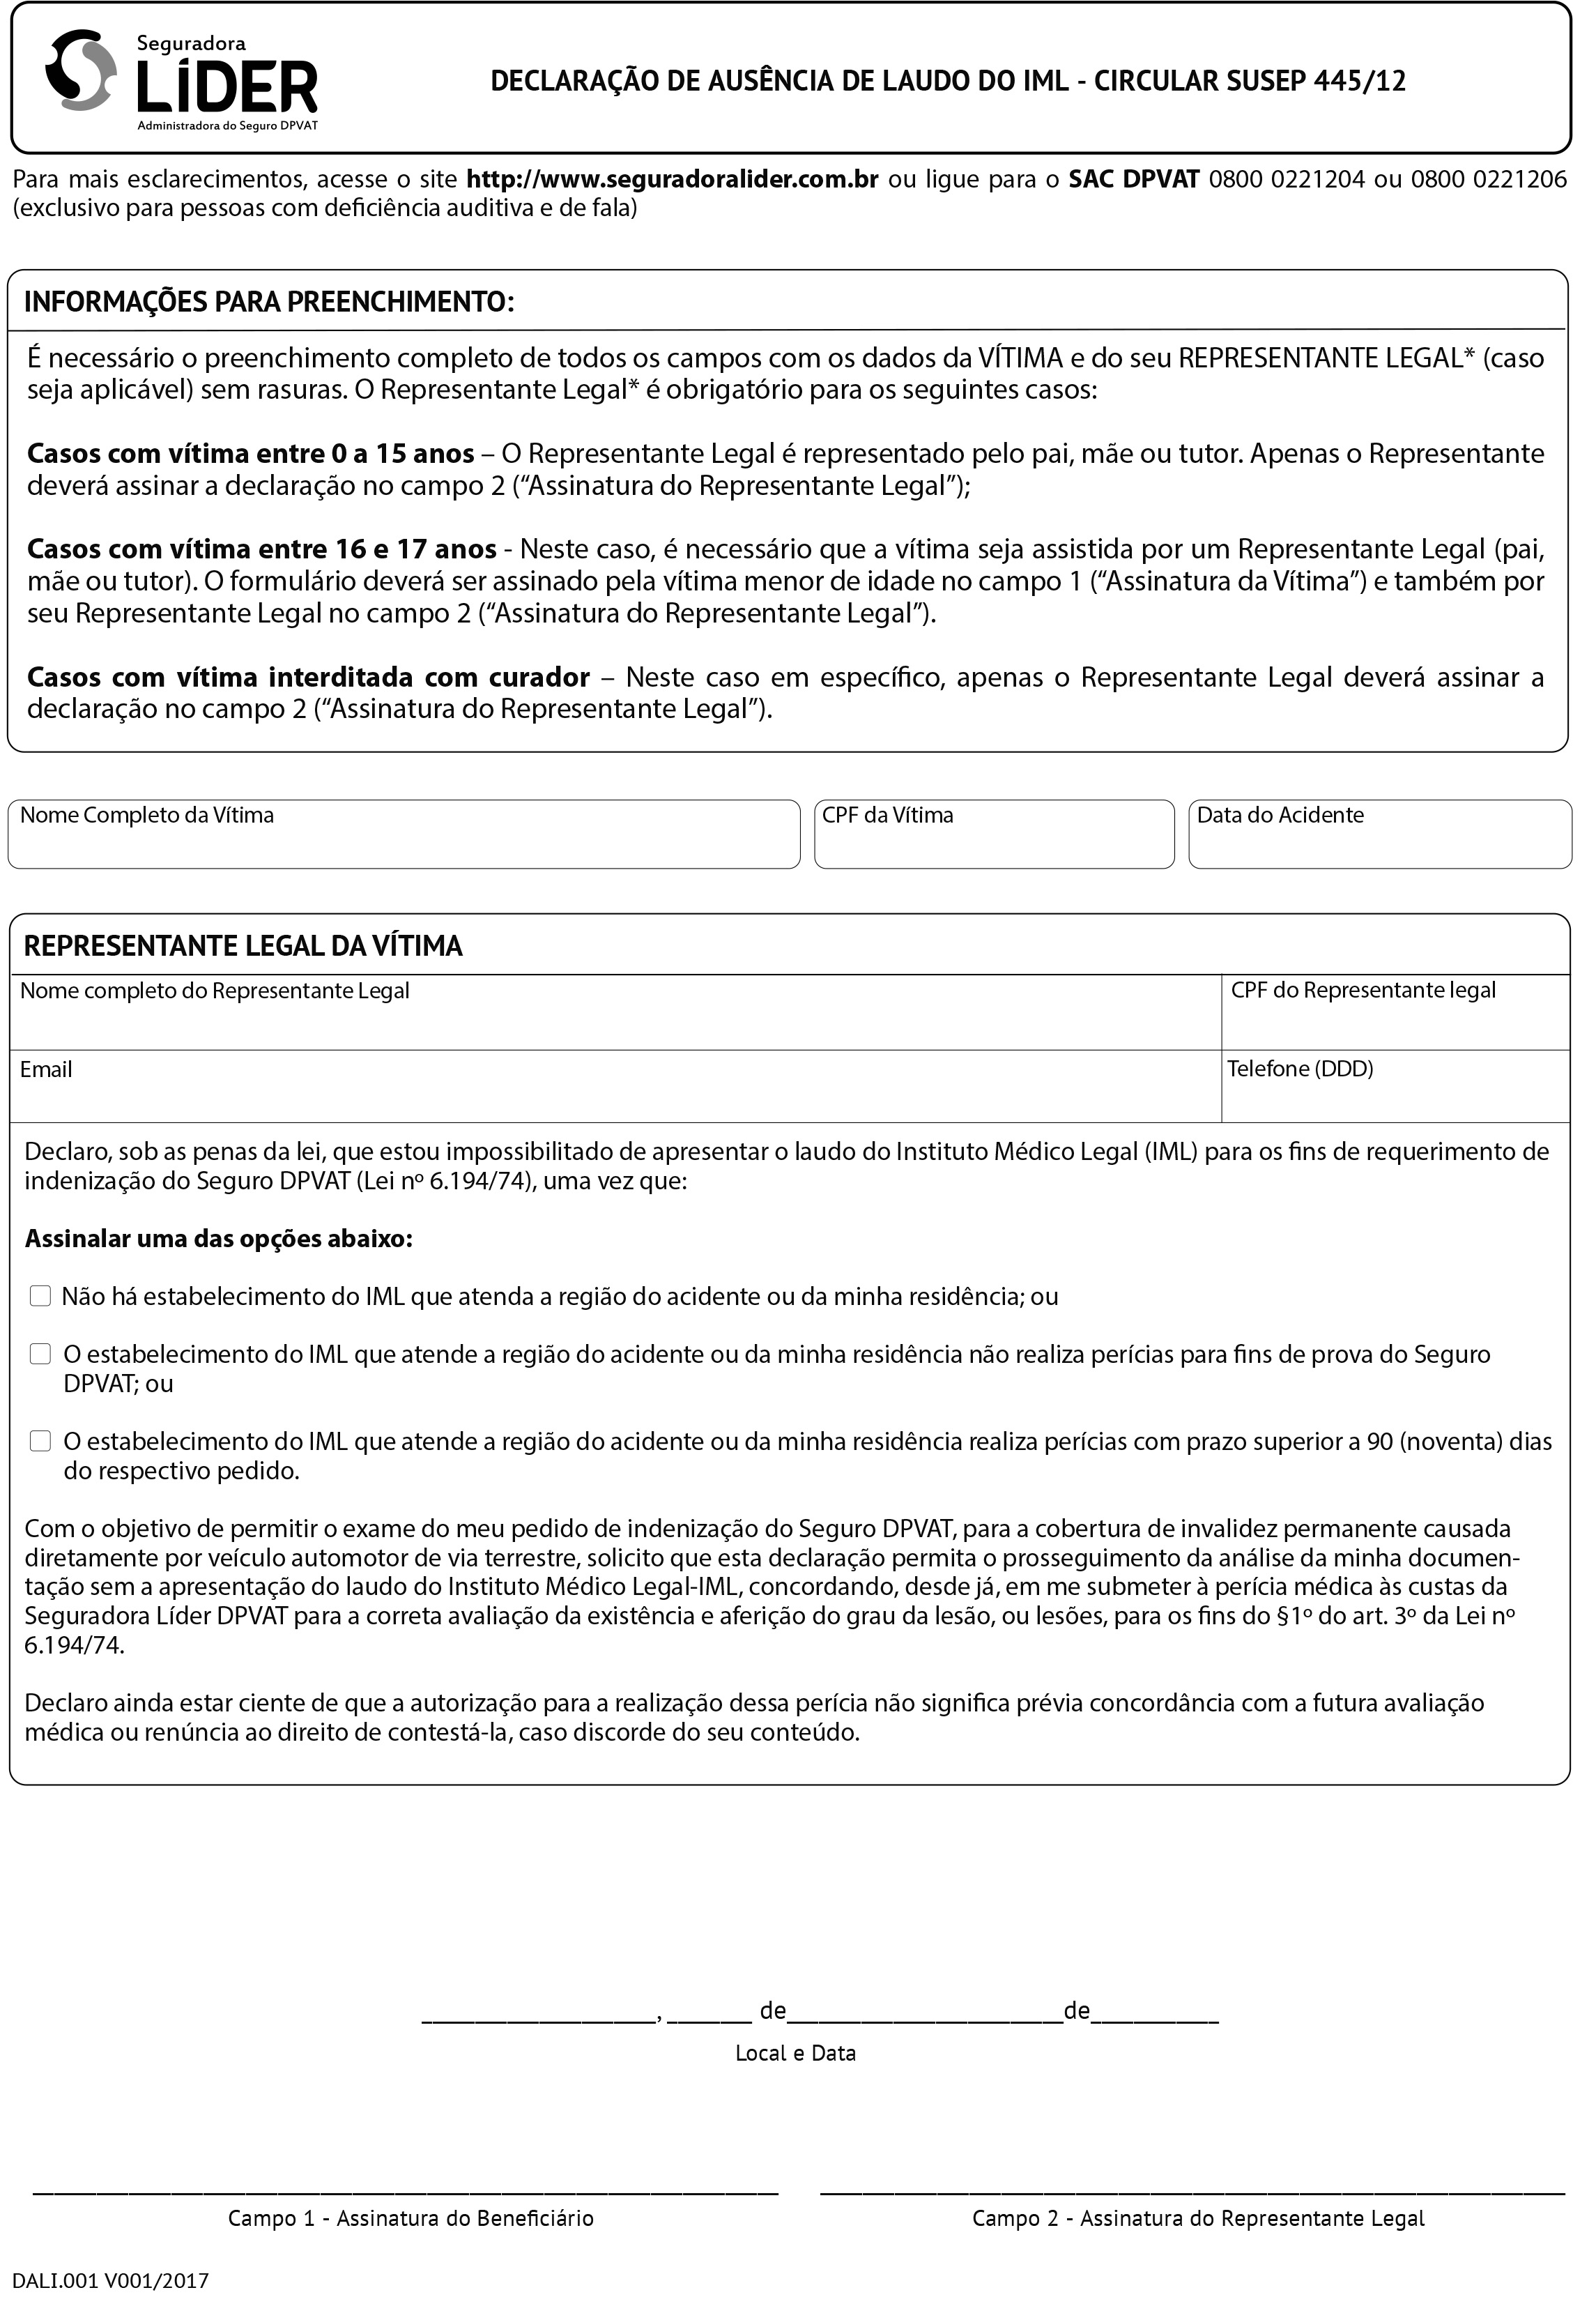 Seguradora
LÍDER
Administradora do Seguro DPVAT
DECLARAÇÃO DE AUSÊNCIA DE LAUDO DO IML - CIRCULAR SUSEP 445/12
Para mais esclarecimentos, acesse o site http://www.seguradoralider.com.br ou ligue para o SAC DPVAT 0800 0221204 ou 0800 0221206
(exclusivo para pessoas com deficiência auditiva e de fala)
INFORMAÇÕES PARA PREENCHIMENTO:
É necessário o preenchimento completo de todos os campos com os dados da VÍTIMA e do seu REPRESENTANTE LEGAL* (caso
seja aplicável) sem rasuras. O Representante Legal* é obrigatório para os seguintes casos:
Casos com vítima entre 0 a 15 anos – O Representante Legal é representado pelo pai, mãe ou tutor. Apenas o Representante
deverá assinar a declaração no campo 2 (“Assinatura do Representante Legal”);
Casos com vítima entre 16 e 17 anos - Neste caso, é necessário que a vítima seja assistida por um Representante Legal (pai,
mãe ou tutor). O formulário deverá ser assinado pela vítima menor de idade no campo 1 (“Assinatura da Vítima”) e também por
seu Representante Legal no campo 2 (“Assinatura do Representante Legal”).
Casos com vítima interditada com curador – Neste caso em específico, apenas o Representante Legal deverá assinar a
declaração no campo 2 (“Assinatura do Representante Legal”).
Nome Completo da Vítima
CPF da Vítima
Data do Acidente
REPRESENTANTE LEGAL DA VÍTIMA
Nome completo do Representante Legal
CPF do Representante legal
Email
Telefone (DDD)
Declaro, sob as penas da lei, que estou impossibilitado de apresentar o laudo do Instituto Médico Legal (IML) para os fins de requerimento de
indenização do Seguro DPVAT (Lei nº 6.194/74), uma vez que:
Assinalar uma das opções abaixo:
Não há estabelecimento do IML que atenda a região do acidente ou da minha residência; ou
O estabelecimento do IML que atende a região do acidente ou da minha residência não realiza perícias para fins de prova do Seguro
DPVAT; ou
O estabelecimento do IML que atende a região do acidente ou da minha residência realiza perícias com prazo superior a 90 (noventa) dias
do respectivo pedido.
Com o objetivo de permitir o exame do meu pedido de indenização do Seguro DPVAT, para a cobertura de invalidez permanente causada
diretamente por veículo automotor de via terrestre, solicito que esta declaração permita o prosseguimento da análise da minha documen-
tação sem a apresentação do laudo do Instituto Médico Legal-IML, concordando, desde já, em me submeter à perícia médica às custas da
Seguradora Líder DPVAT para a correta avaliação da existência e aferição do grau da lesão, ou lesões, para os fins do §1º do art. 3º da Lei nº
6.194/74.
Declaro ainda estar ciente de que a autorização para a realização dessa perícia não significa prévia concordância com a futura avaliação
médica ou renúncia ao direito de contestá-la, caso discorde do seu conteúdo.
______________________, ________ de__________________________de____________
Local e Data
Campo 1 - Assinatura do Beneficiário
Campo 2 - Assinatura do Representante Legal
DALI.001 V001/2017